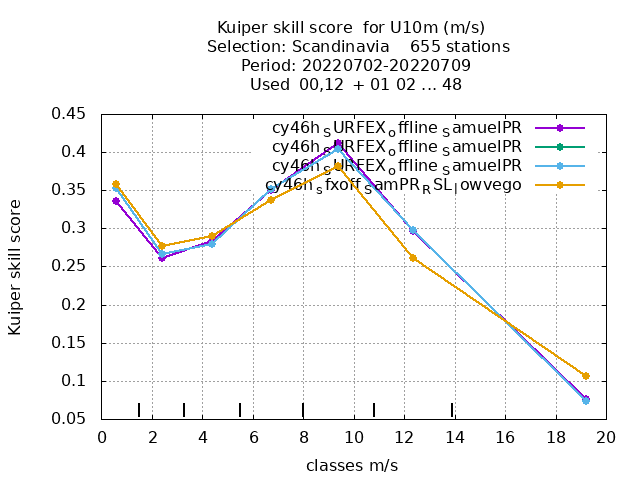 Kuiper skill score  for U10m (m/s)
Selection: Scandinavia    655 stations
Period: 20220702-20220709
Used  00,12  + 01 02 ... 48
cy46h_SURFEX_offline_SamuelPR
cy46h_SURFEX_offline_SamuelPR
cy46h_SURFEX_offline_SamuelPR
cy46h_sfxoff_SamPR_RSL_lowvego
Kuiper skill score
0.45
0.4
0.35
0.3
0.25
0.2
0.15
0.1
0.05
0 2 4 6 8 10 12 14 16 18 20
classes m/s